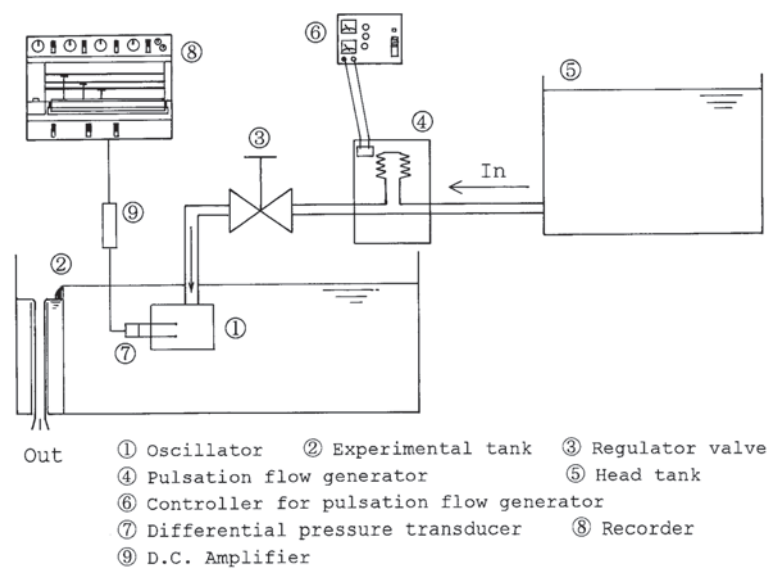 ⑥
⑧
⑤
④
③
In
⑨
②
①
⑦
Out
① Oscillator ② Experimental tank ③ Regulator valve
④ Pulsation flow generator ⑤ Head tank
⑥ Controller for pulsation flow generator
⑦ Differential pressure transducer ⑧ Recorder
⑨ D.C. Amplifier